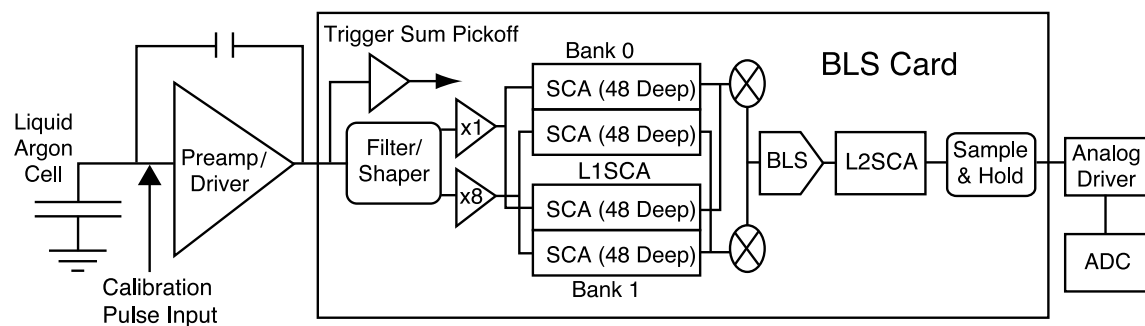 Trigger Sum Pickoff
Bank 0
BLS Card
SCA (48 Deep)
SCA (48 Deep)
L1SCA
SCA (48 Deep)
SCA (48 Deep)
Bank 1
Liquid
Argon
Cell
Preamp/
Driver
Filter/
Shaper
x1
x8
BLS
L2SCA
Sample
& Hold
Analog
Driver
ADC
Calibration
Pulse Input